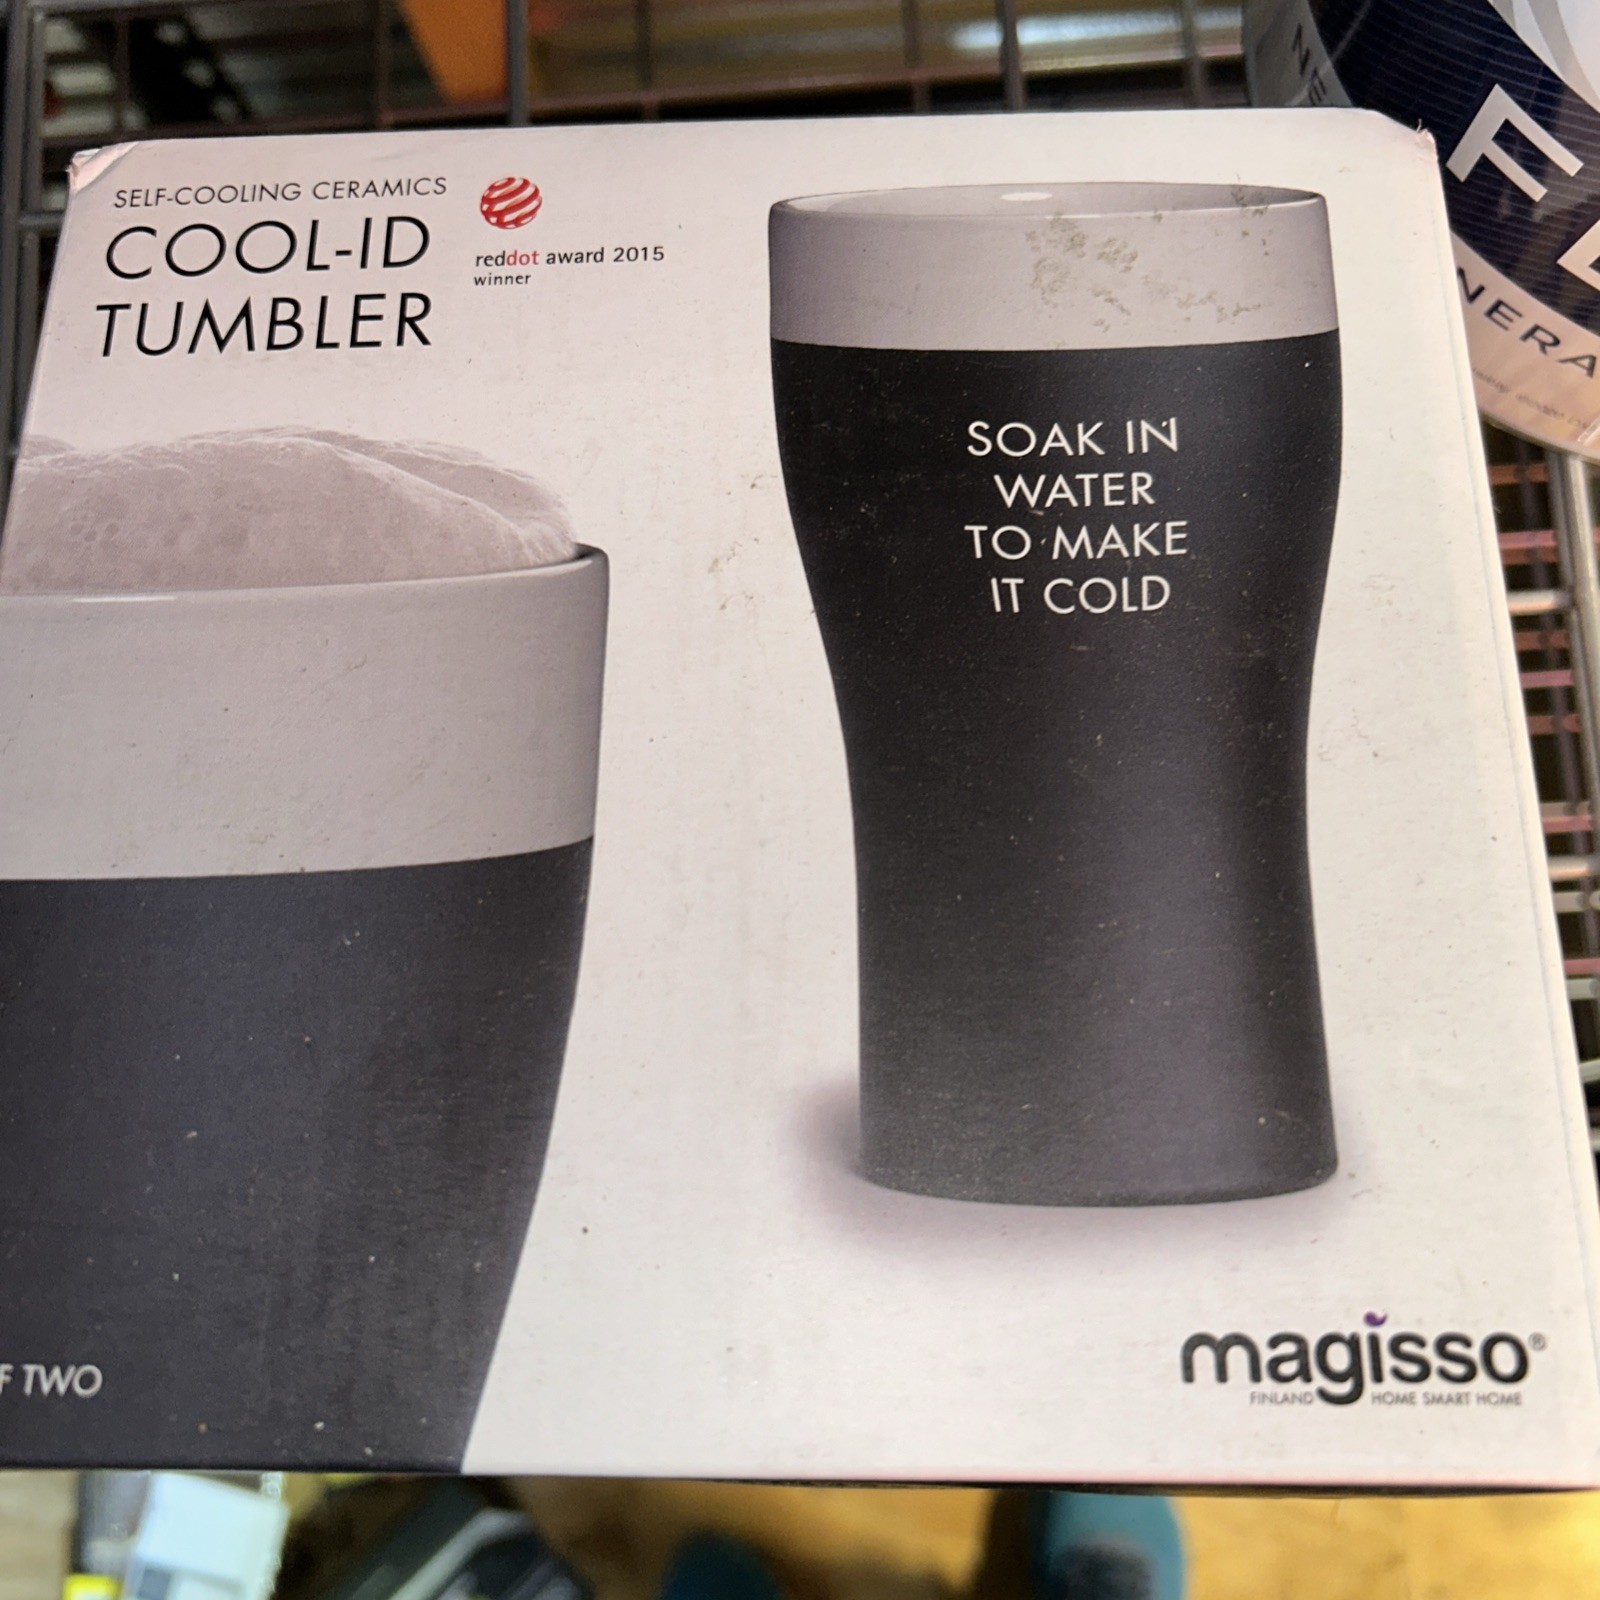 SELF-COOLING CERAMICS
COOL-ID
TUMBLER
reddot award 2015
winner
SOAK IN
WATER
TO MAKE
IT COLD
F TWO
magisso®
FINLAND HOME SMART HOME
NERA